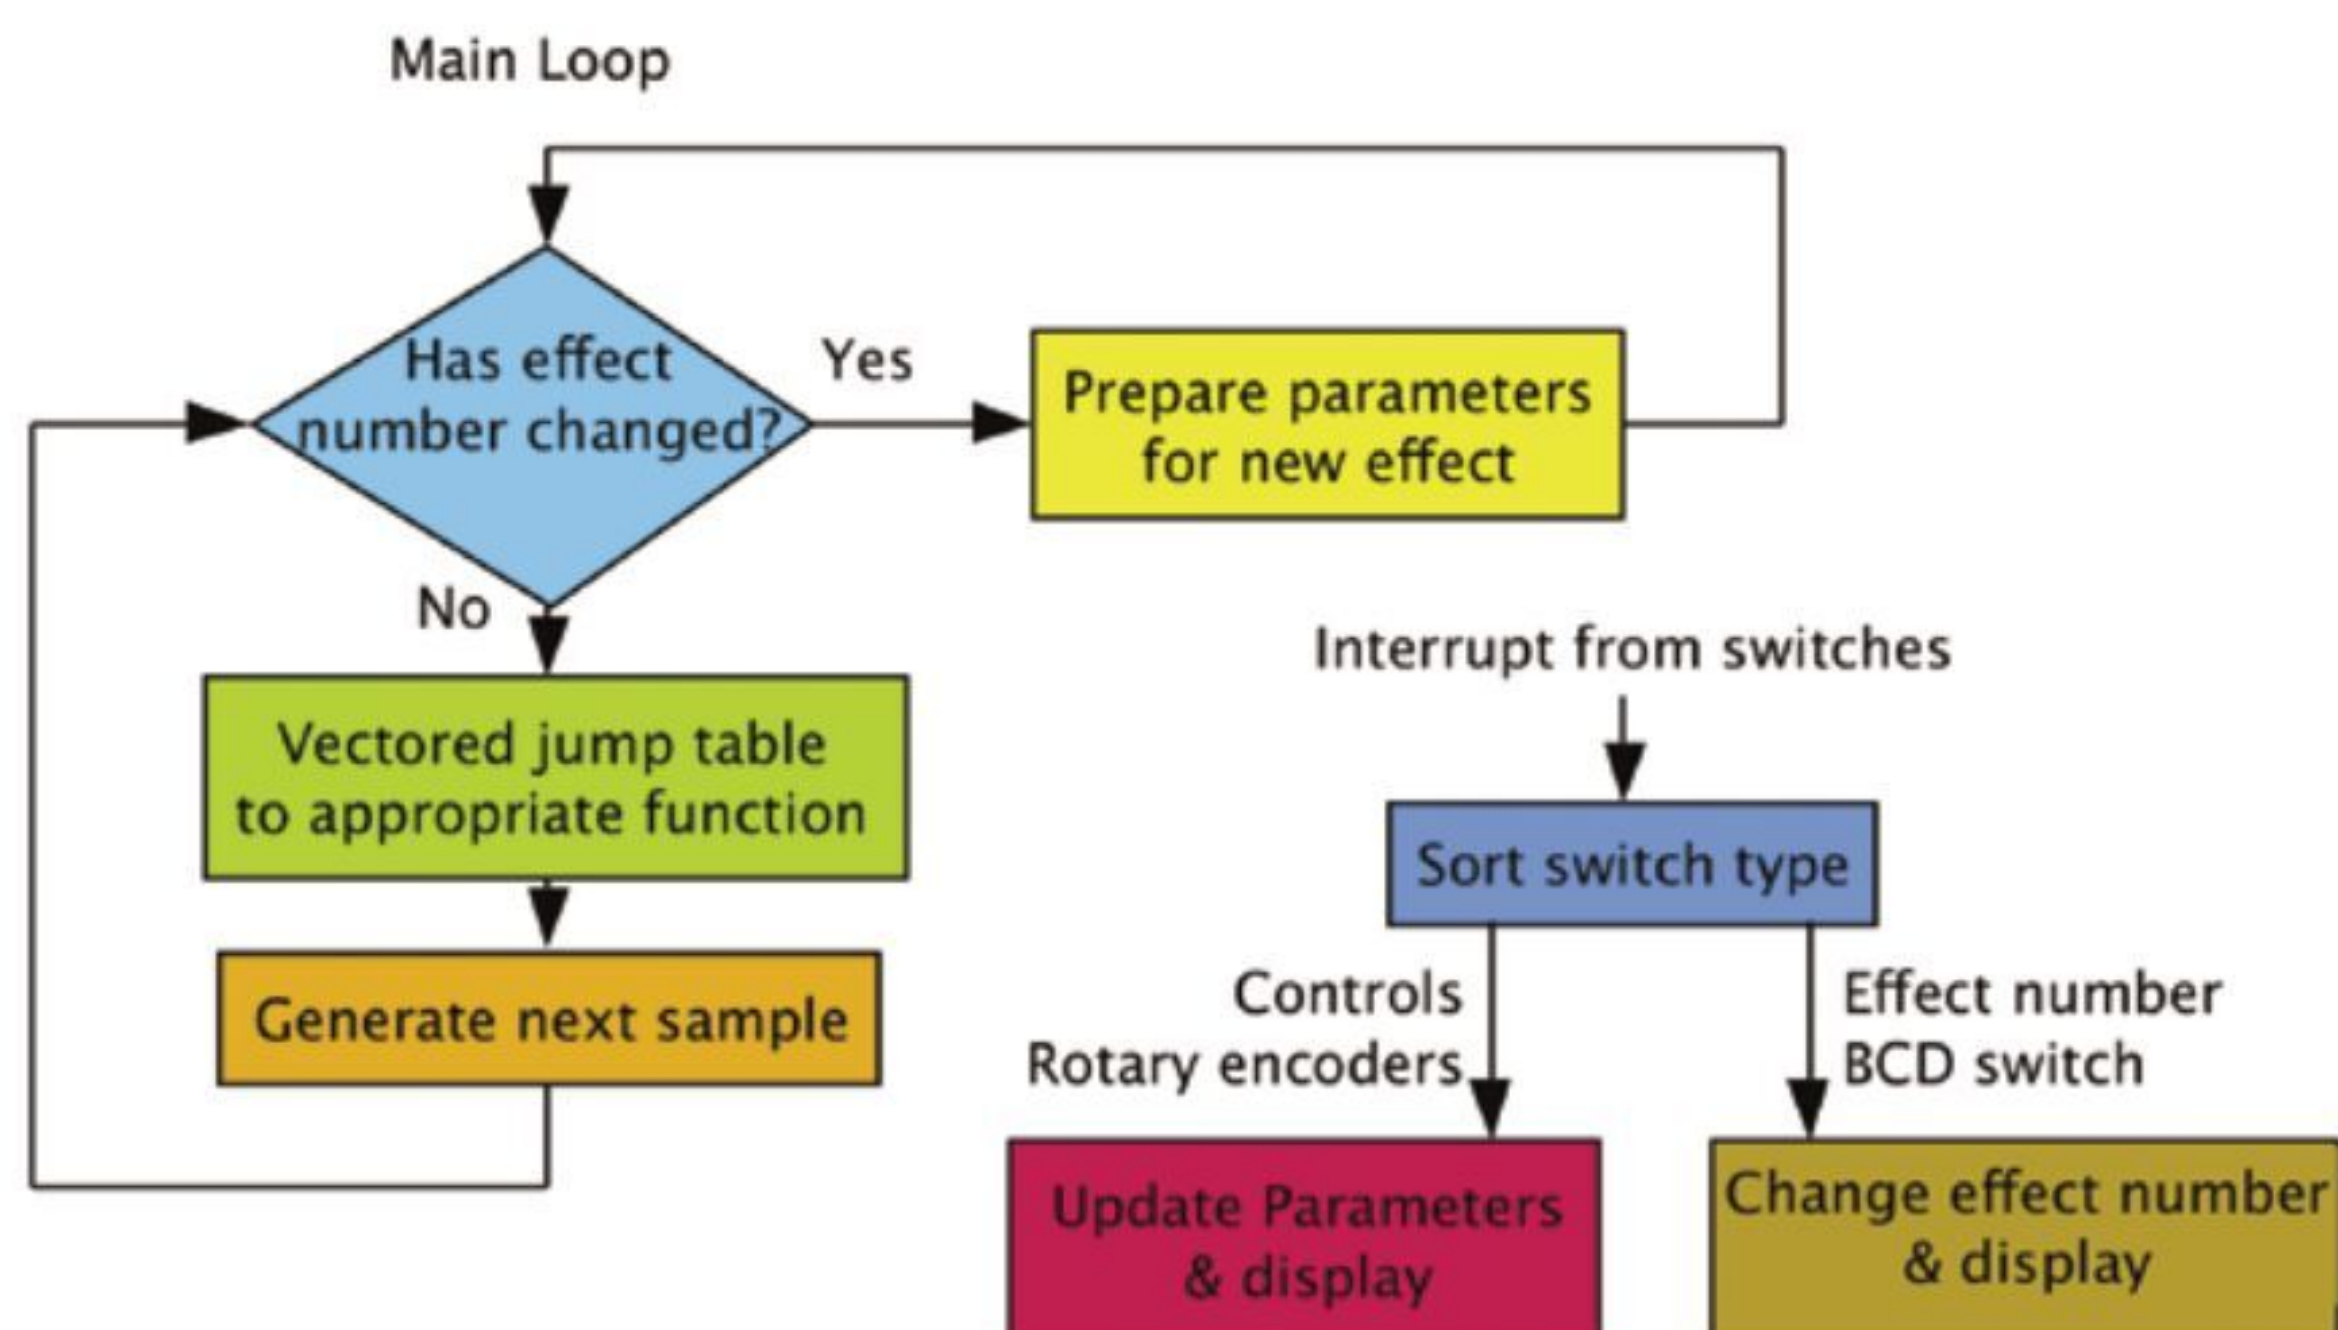 Main Loop
Has effect
number changed?
Yes
Prepare parameters
for new effect
No
Vectored jump table
to appropriate function
Generate next sample
Interrupt from switches
Sort switch type
Controls
Rotary encoders
Effect number
BCD switch
Update Parameters
& display
Change effect number
& display